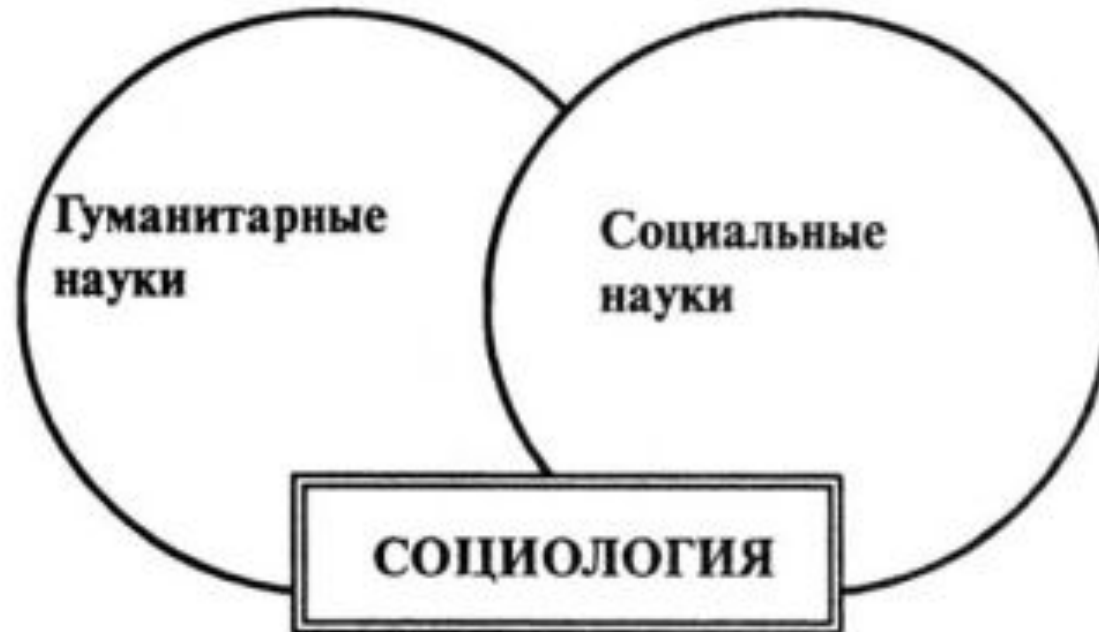 Гуманитарные
науки
Социальные
науки
СОЦИОЛОГИЯ